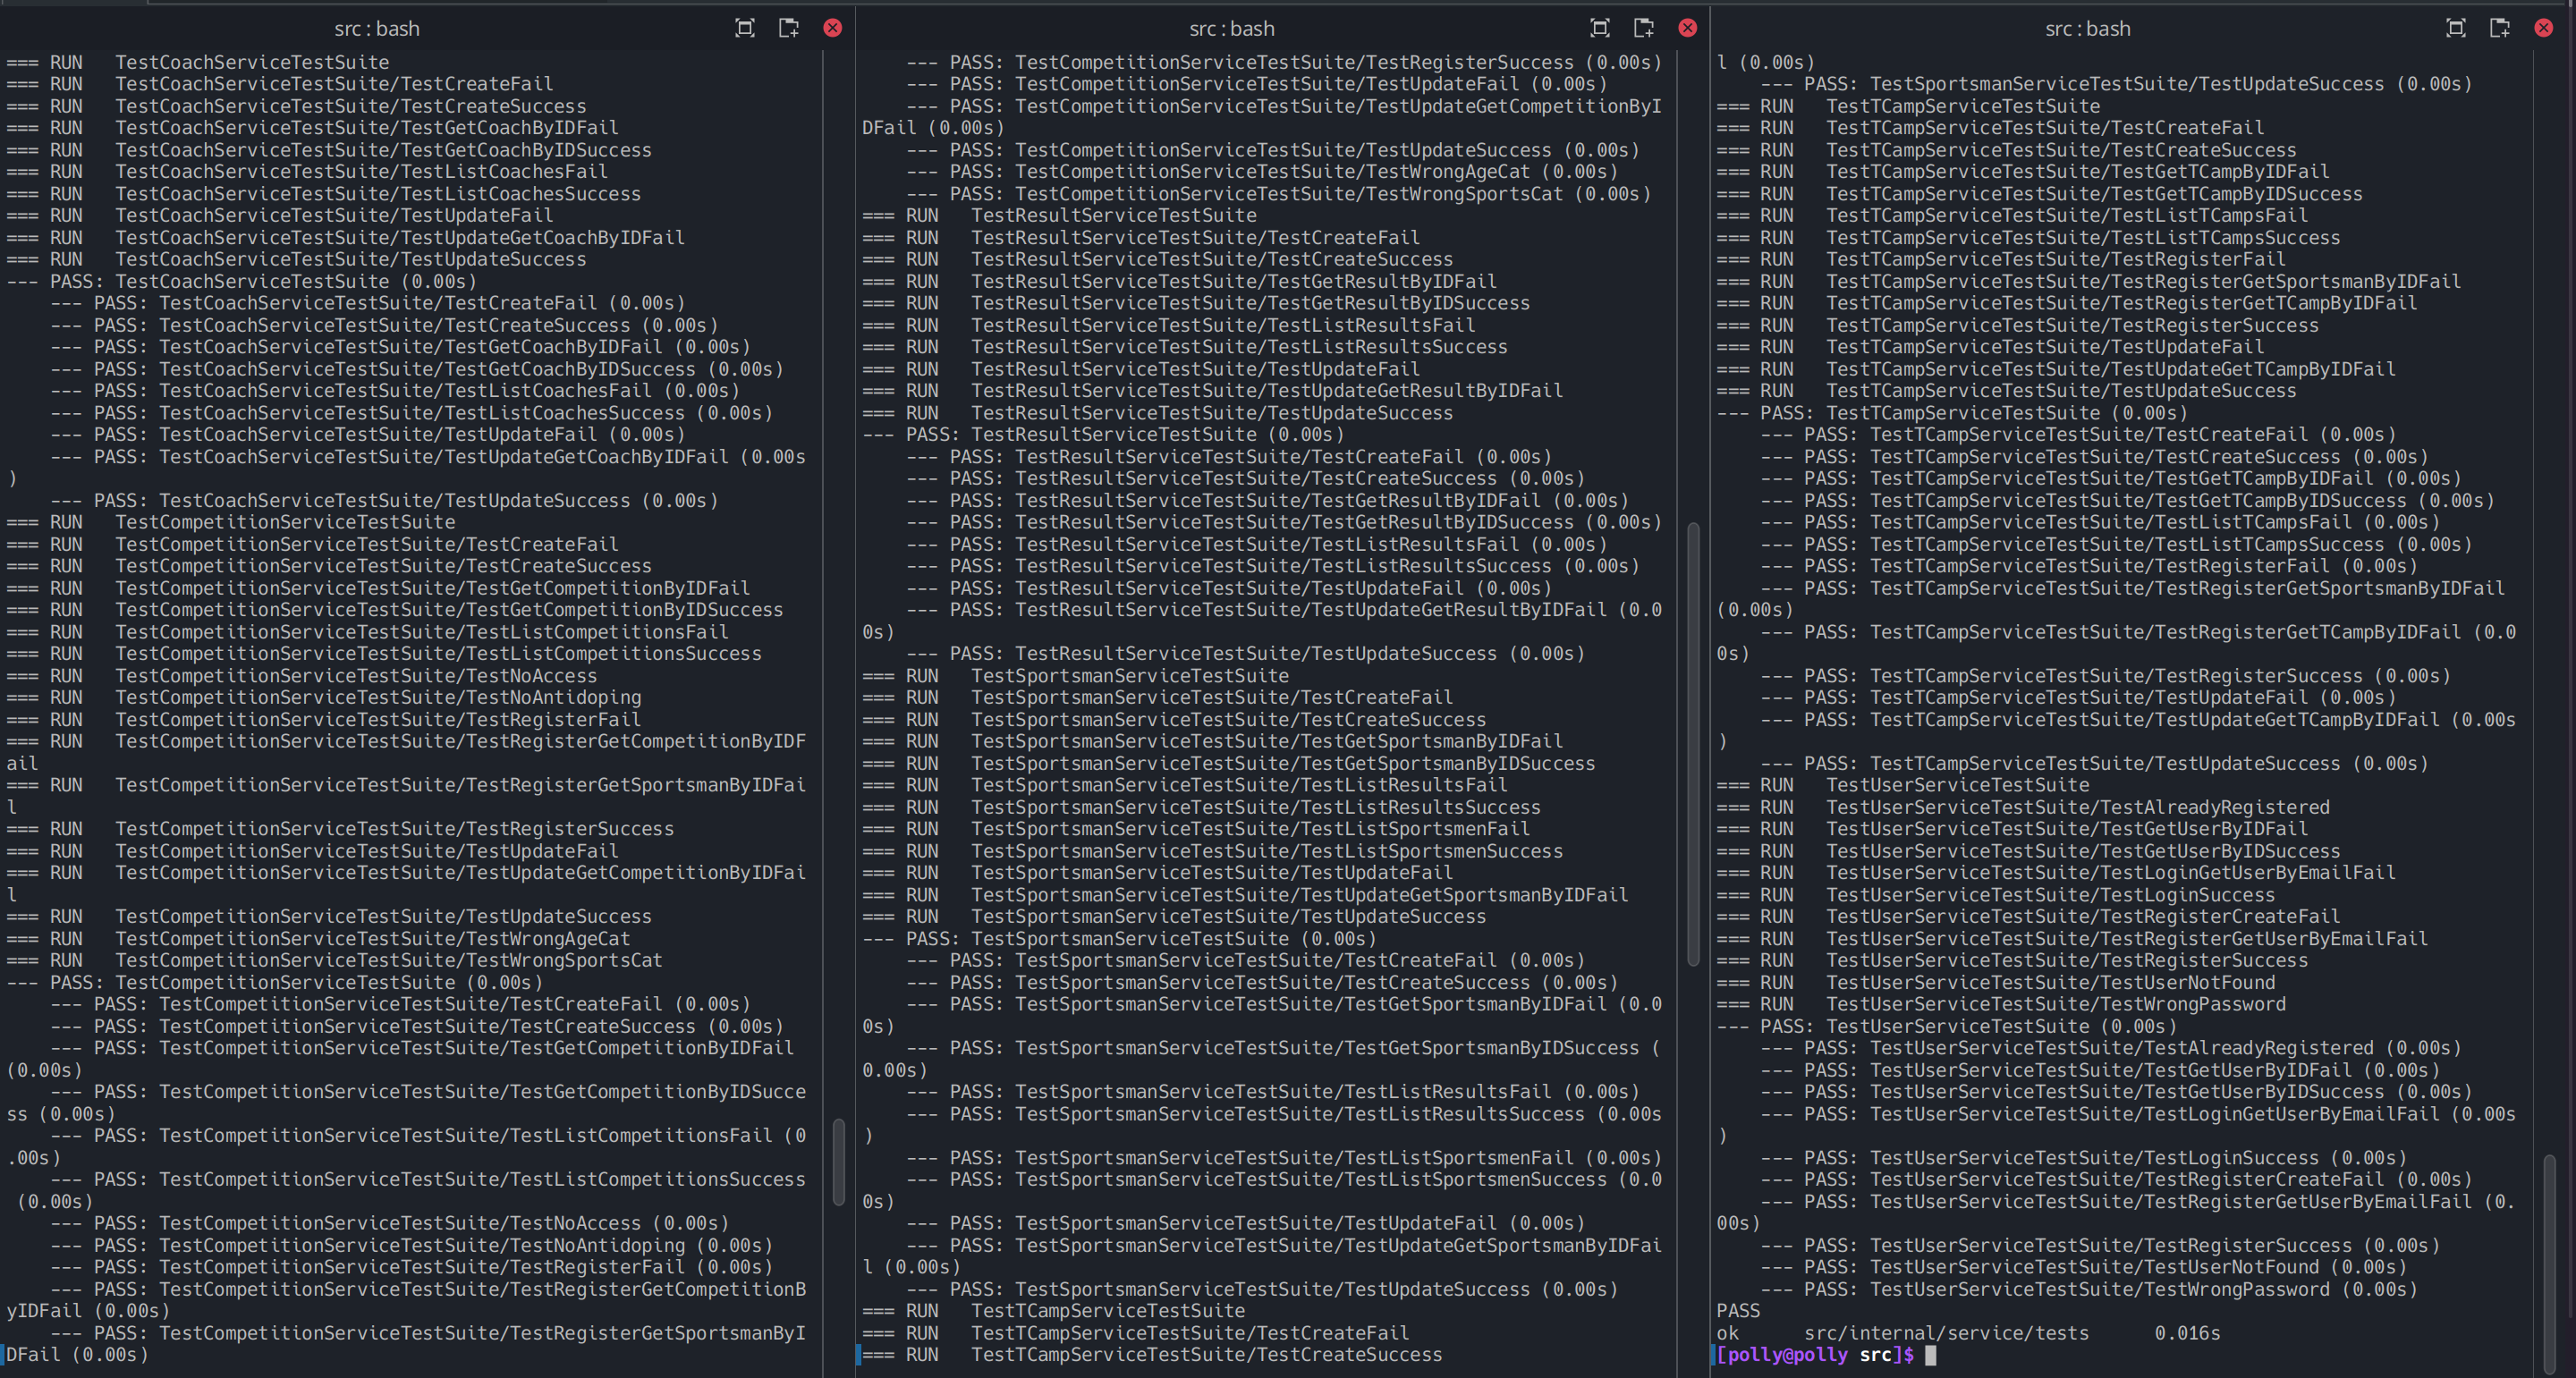 src : bash
=== RUN   TestCoachServiceTestSuite
=== RUN   TestCoachServiceTestSuite/TestCreateFail
=== RUN   TestCoachServiceTestSuite/TestCreateSuccess
=== RUN   TestCoachServiceTestSuite/TestGetCoachByIDFail
=== RUN   TestCoachServiceTestSuite/TestGetCoachByIDSuccess
=== RUN   TestCoachServiceTestSuite/TestListCoachesFail
=== RUN   TestCoachServiceTestSuite/TestListCoachesSuccess
=== RUN   TestCoachServiceTestSuite/TestUpdateFail
=== RUN   TestCoachServiceTestSuite/TestUpdateGetCoachByIDFail
=== RUN   TestCoachServiceTestSuite/TestUpdateSuccess
--- PASS: TestCoachServiceTestSuite (0.00s)
    --- PASS: TestCoachServiceTestSuite/TestCreateFail (0.00s)
    --- PASS: TestCoachServiceTestSuite/TestCreateSuccess (0.00s)
    --- PASS: TestCoachServiceTestSuite/TestGetCoachByIDFail (0.00s)
    --- PASS: TestCoachServiceTestSuite/TestGetCoachByIDSuccess (0.00s)
    --- PASS: TestCoachServiceTestSuite/TestListCoachesFail (0.00s)
    --- PASS: TestCoachServiceTestSuite/TestListCoachesSuccess (0.00s)
    --- PASS: TestCoachServiceTestSuite/TestUpdateFail (0.00s)
    --- PASS: TestCoachServiceTestSuite/TestUpdateGetCoachByIDFail (0.00s
)
    --- PASS: TestCoachServiceTestSuite/TestUpdateSuccess (0.00s)
=== RUN   TestCompetitionServiceTestSuite
=== RUN   TestCompetitionServiceTestSuite/TestCreateFail
=== RUN   TestCompetitionServiceTestSuite/TestCreateSuccess
=== RUN   TestCompetitionServiceTestSuite/TestGetCompetitionByIDFail
=== RUN   TestCompetitionServiceTestSuite/TestGetCompetitionByIDSuccess
=== RUN   TestCompetitionServiceTestSuite/TestListCompetitionsFail
=== RUN   TestCompetitionServiceTestSuite/TestListCompetitionsSuccess
=== RUN   TestCompetitionServiceTestSuite/TestNoAccess
=== RUN   TestCompetitionServiceTestSuite/TestNoAntidoping
=== RUN   TestCompetitionServiceTestSuite/TestRegisterFail
=== RUN   TestCompetitionServiceTestSuite/TestRegisterGetCompetitionByIDF
ail
=== RUN   TestCompetitionServiceTestSuite/TestRegisterGetSportsmanByIDFai
l
=== RUN   TestCompetitionServiceTestSuite/TestRegisterSuccess
=== RUN   TestCompetitionServiceTestSuite/TestUpdateFail
=== RUN   TestCompetitionServiceTestSuite/TestUpdateGetCompetitionByIDFai
l
=== RUN   TestCompetitionServiceTestSuite/TestUpdateSuccess
=== RUN   TestCompetitionServiceTestSuite/TestWrongAgeCat
=== RUN   TestCompetitionServiceTestSuite/TestWrongSportsCat
--- PASS: TestCompetitionServiceTestSuite (0.00s)
    --- PASS: TestCompetitionServiceTestSuite/TestCreateFail (0.00s)
    --- PASS: TestCompetitionServiceTestSuite/TestCreateSuccess (0.00s)
    --- PASS: TestCompetitionServiceTestSuite/TestGetCompetitionByIDFail
(0.00s)
    --- PASS: TestCompetitionServiceTestSuite/TestGetCompetitionByIDSucce
ss (0.00s)
    --- PASS: TestCompetitionServiceTestSuite/TestListCompetitionsFail (0
.00s)
    --- PASS: TestCompetitionServiceTestSuite/TestListCompetitionsSuccess
 (0.00s)
    --- PASS: TestCompetitionServiceTestSuite/TestNoAccess (0.00s)
    --- PASS: TestCompetitionServiceTestSuite/TestNoAntidoping (0.00s)
    --- PASS: TestCompetitionServiceTestSuite/TestRegisterFail (0.00s)
    --- PASS: TestCompetitionServiceTestSuite/TestRegisterGetCompetitionB
yIDFail (0.00s)
    --- PASS: TestCompetitionServiceTestSuite/TestRegisterGetSportsmanByI
DFail (0.00s)
src : bash
    --- PASS: TestCompetitionServiceTestSuite/TestRegisterSuccess (0.00s)
    --- PASS: TestCompetitionServiceTestSuite/TestUpdateFail (0.00s)
    --- PASS: TestCompetitionServiceTestSuite/TestUpdateGetCompetitionByI
DFail (0.00s)
    --- PASS: TestCompetitionServiceTestSuite/TestUpdateSuccess (0.00s)
    --- PASS: TestCompetitionServiceTestSuite/TestWrongAgeCat (0.00s)
    --- PASS: TestCompetitionServiceTestSuite/TestWrongSportsCat (0.00s)
=== RUN   TestResultServiceTestSuite
=== RUN   TestResultServiceTestSuite/TestCreateFail
=== RUN   TestResultServiceTestSuite/TestCreateSuccess
=== RUN   TestResultServiceTestSuite/TestGetResultByIDFail
=== RUN   TestResultServiceTestSuite/TestGetResultByIDSuccess
=== RUN   TestResultServiceTestSuite/TestListResultsFail
=== RUN   TestResultServiceTestSuite/TestListResultsSuccess
=== RUN   TestResultServiceTestSuite/TestUpdateFail
=== RUN   TestResultServiceTestSuite/TestUpdateGetResultByIDFail
=== RUN   TestResultServiceTestSuite/TestUpdateSuccess
--- PASS: TestResultServiceTestSuite (0.00s)
    --- PASS: TestResultServiceTestSuite/TestCreateFail (0.00s)
    --- PASS: TestResultServiceTestSuite/TestCreateSuccess (0.00s)
    --- PASS: TestResultServiceTestSuite/TestGetResultByIDFail (0.00s)
    --- PASS: TestResultServiceTestSuite/TestGetResultByIDSuccess (0.00s)
    --- PASS: TestResultServiceTestSuite/TestListResultsFail (0.00s)
    --- PASS: TestResultServiceTestSuite/TestListResultsSuccess (0.00s)
    --- PASS: TestResultServiceTestSuite/TestUpdateFail (0.00s)
    --- PASS: TestResultServiceTestSuite/TestUpdateGetResultByIDFail (0.0
0s)
    --- PASS: TestResultServiceTestSuite/TestUpdateSuccess (0.00s)
=== RUN   TestSportsmanServiceTestSuite
=== RUN   TestSportsmanServiceTestSuite/TestCreateFail
=== RUN   TestSportsmanServiceTestSuite/TestCreateSuccess
=== RUN   TestSportsmanServiceTestSuite/TestGetSportsmanByIDFail
=== RUN   TestSportsmanServiceTestSuite/TestGetSportsmanByIDSuccess
=== RUN   TestSportsmanServiceTestSuite/TestListResultsFail
=== RUN   TestSportsmanServiceTestSuite/TestListResultsSuccess
=== RUN   TestSportsmanServiceTestSuite/TestListSportsmenFail
=== RUN   TestSportsmanServiceTestSuite/TestListSportsmenSuccess
=== RUN   TestSportsmanServiceTestSuite/TestUpdateFail
=== RUN   TestSportsmanServiceTestSuite/TestUpdateGetSportsmanByIDFail
=== RUN   TestSportsmanServiceTestSuite/TestUpdateSuccess
--- PASS: TestSportsmanServiceTestSuite (0.00s)
    --- PASS: TestSportsmanServiceTestSuite/TestCreateFail (0.00s)
    --- PASS: TestSportsmanServiceTestSuite/TestCreateSuccess (0.00s)
    --- PASS: TestSportsmanServiceTestSuite/TestGetSportsmanByIDFail (0.0
0s)
    --- PASS: TestSportsmanServiceTestSuite/TestGetSportsmanByIDSuccess (
0.00s)
    --- PASS: TestSportsmanServiceTestSuite/TestListResultsFail (0.00s)
    --- PASS: TestSportsmanServiceTestSuite/TestListResultsSuccess (0.00s
)
    --- PASS: TestSportsmanServiceTestSuite/TestListSportsmenFail (0.00s)
    --- PASS: TestSportsmanServiceTestSuite/TestListSportsmenSuccess (0.0
0s)
    --- PASS: TestSportsmanServiceTestSuite/TestUpdateFail (0.00s)
    --- PASS: TestSportsmanServiceTestSuite/TestUpdateGetSportsmanByIDFai
l (0.00s)
    --- PASS: TestSportsmanServiceTestSuite/TestUpdateSuccess (0.00s)
=== RUN   TestTCampServiceTestSuite
=== RUN   TestTCampServiceTestSuite/TestCreateFail
=== RUN   TestTCampServiceTestSuite/TestCreateSuccess
src : bash
l (0.00s)
    --- PASS: TestSportsmanServiceTestSuite/TestUpdateSuccess (0.00s)
=== RUN   TestTCampServiceTestSuite
=== RUN   TestTCampServiceTestSuite/TestCreateFail
=== RUN   TestTCampServiceTestSuite/TestCreateSuccess
=== RUN   TestTCampServiceTestSuite/TestGetTCampByIDFail
=== RUN   TestTCampServiceTestSuite/TestGetTCampByIDSuccess
=== RUN   TestTCampServiceTestSuite/TestListTCampsFail
=== RUN   TestTCampServiceTestSuite/TestListTCampsSuccess
=== RUN   TestTCampServiceTestSuite/TestRegisterFail
=== RUN   TestTCampServiceTestSuite/TestRegisterGetSportsmanByIDFail
=== RUN   TestTCampServiceTestSuite/TestRegisterGetTCampByIDFail
=== RUN   TestTCampServiceTestSuite/TestRegisterSuccess
=== RUN   TestTCampServiceTestSuite/TestUpdateFail
=== RUN   TestTCampServiceTestSuite/TestUpdateGetTCampByIDFail
=== RUN   TestTCampServiceTestSuite/TestUpdateSuccess
--- PASS: TestTCampServiceTestSuite (0.00s)
    --- PASS: TestTCampServiceTestSuite/TestCreateFail (0.00s)
    --- PASS: TestTCampServiceTestSuite/TestCreateSuccess (0.00s)
    --- PASS: TestTCampServiceTestSuite/TestGetTCampByIDFail (0.00s)
    --- PASS: TestTCampServiceTestSuite/TestGetTCampByIDSuccess (0.00s)
    --- PASS: TestTCampServiceTestSuite/TestListTCampsFail (0.00s)
    --- PASS: TestTCampServiceTestSuite/TestListTCampsSuccess (0.00s)
    --- PASS: TestTCampServiceTestSuite/TestRegisterFail (0.00s)
    --- PASS: TestTCampServiceTestSuite/TestRegisterGetSportsmanByIDFail
(0.00s)
    --- PASS: TestTCampServiceTestSuite/TestRegisterGetTCampByIDFail (0.0
0s)
    --- PASS: TestTCampServiceTestSuite/TestRegisterSuccess (0.00s)
    --- PASS: TestTCampServiceTestSuite/TestUpdateFail (0.00s)
    --- PASS: TestTCampServiceTestSuite/TestUpdateGetTCampByIDFail (0.00s
)
    --- PASS: TestTCampServiceTestSuite/TestUpdateSuccess (0.00s)
=== RUN   TestUserServiceTestSuite
=== RUN   TestUserServiceTestSuite/TestAlreadyRegistered
=== RUN   TestUserServiceTestSuite/TestGetUserByIDFail
=== RUN   TestUserServiceTestSuite/TestGetUserByIDSuccess
=== RUN   TestUserServiceTestSuite/TestLoginGetUserByEmailFail
=== RUN   TestUserServiceTestSuite/TestLoginSuccess
=== RUN   TestUserServiceTestSuite/TestRegisterCreateFail
=== RUN   TestUserServiceTestSuite/TestRegisterGetUserByEmailFail
=== RUN   TestUserServiceTestSuite/TestRegisterSuccess
=== RUN   TestUserServiceTestSuite/TestUserNotFound
=== RUN   TestUserServiceTestSuite/TestWrongPassword
--- PASS: TestUserServiceTestSuite (0.00s)
    --- PASS: TestUserServiceTestSuite/TestAlreadyRegistered (0.00s)
    --- PASS: TestUserServiceTestSuite/TestGetUserByIDFail (0.00s)
    --- PASS: TestUserServiceTestSuite/TestGetUserByIDSuccess (0.00s)
    --- PASS: TestUserServiceTestSuite/TestLoginGetUserByEmailFail (0.00s
)
    --- PASS: TestUserServiceTestSuite/TestLoginSuccess (0.00s)
    --- PASS: TestUserServiceTestSuite/TestRegisterCreateFail (0.00s)
    --- PASS: TestUserServiceTestSuite/TestRegisterGetUserByEmailFail (0.
00s)
    --- PASS: TestUserServiceTestSuite/TestRegisterSuccess (0.00s)
    --- PASS: TestUserServiceTestSuite/TestUserNotFound (0.00s)
    --- PASS: TestUserServiceTestSuite/TestWrongPassword (0.00s)
PASS
ok      src/internal/service/tests      0.016s
[polly@polly src]$